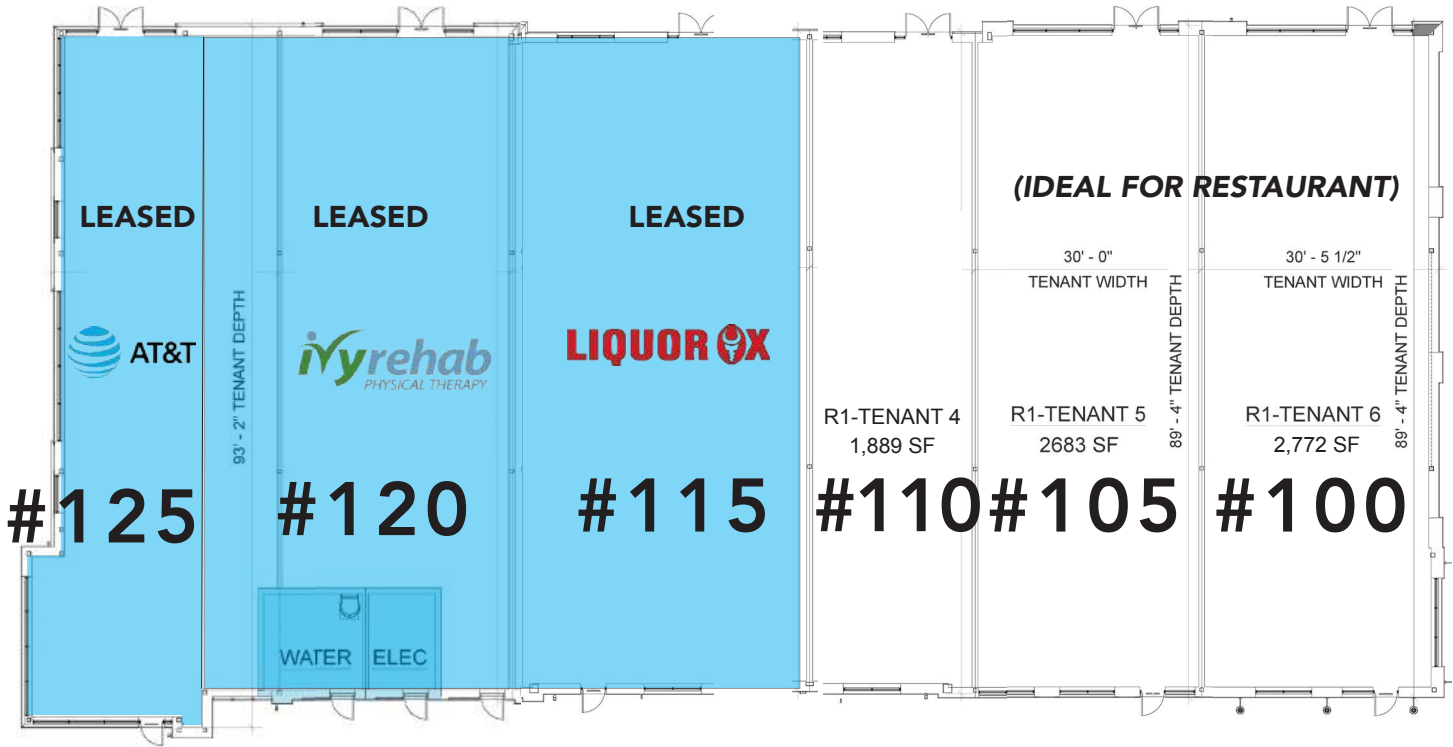 (IDEAL FOR RESTAURANT)
LEASED
LEASED
LEASED
30' - 0"
TENANT WIDTH
30' - 5 1/2"
TENANT WIDTH
93' - 2" TENANT DEPTH
89' - 4" TENANT DEPTH
89' - 4" TENANT DEPTH
AT&T
ivyrehab
PHYSICAL THERAPY
LIQUOR OX
R1-TENANT 4
1,889 SF
R1-TENANT 5
2683 SF
R1-TENANT 6
2,772 SF
#125
#120
#115
#110
#105
#100
WATER
ELEC